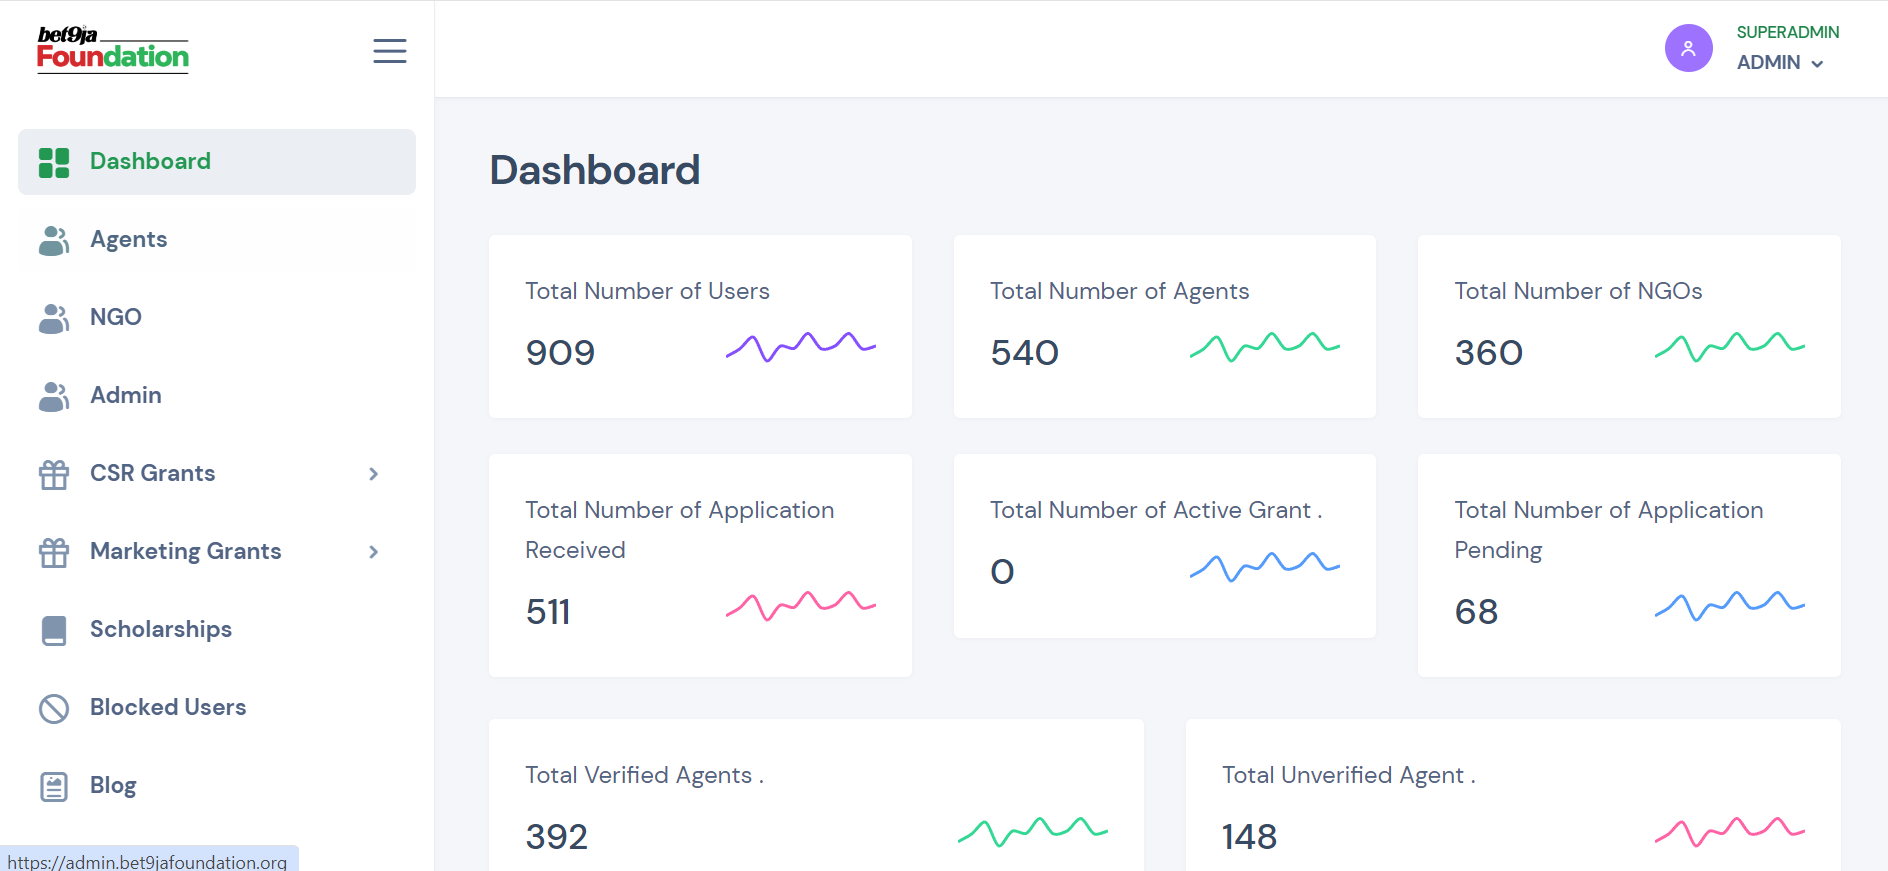 bet9ja
Foundation
SUPERADMIN
ADMIN
Dashboard
Agents
NGO
Admin
CSR Grants
Marketing Grants
Scholarships
Blocked Users
Blog
Dashboard
Total Number of Users
909
Total Number of Agents
540
Total Number of NGOs
360
Total Number of Application
Received
511
Total Number of Active Grant .
0
Total Number of Application
Pending
68
Total Verified Agents .
392
Total Unverified Agent .
148
https://admin.bet9jafoundation.org